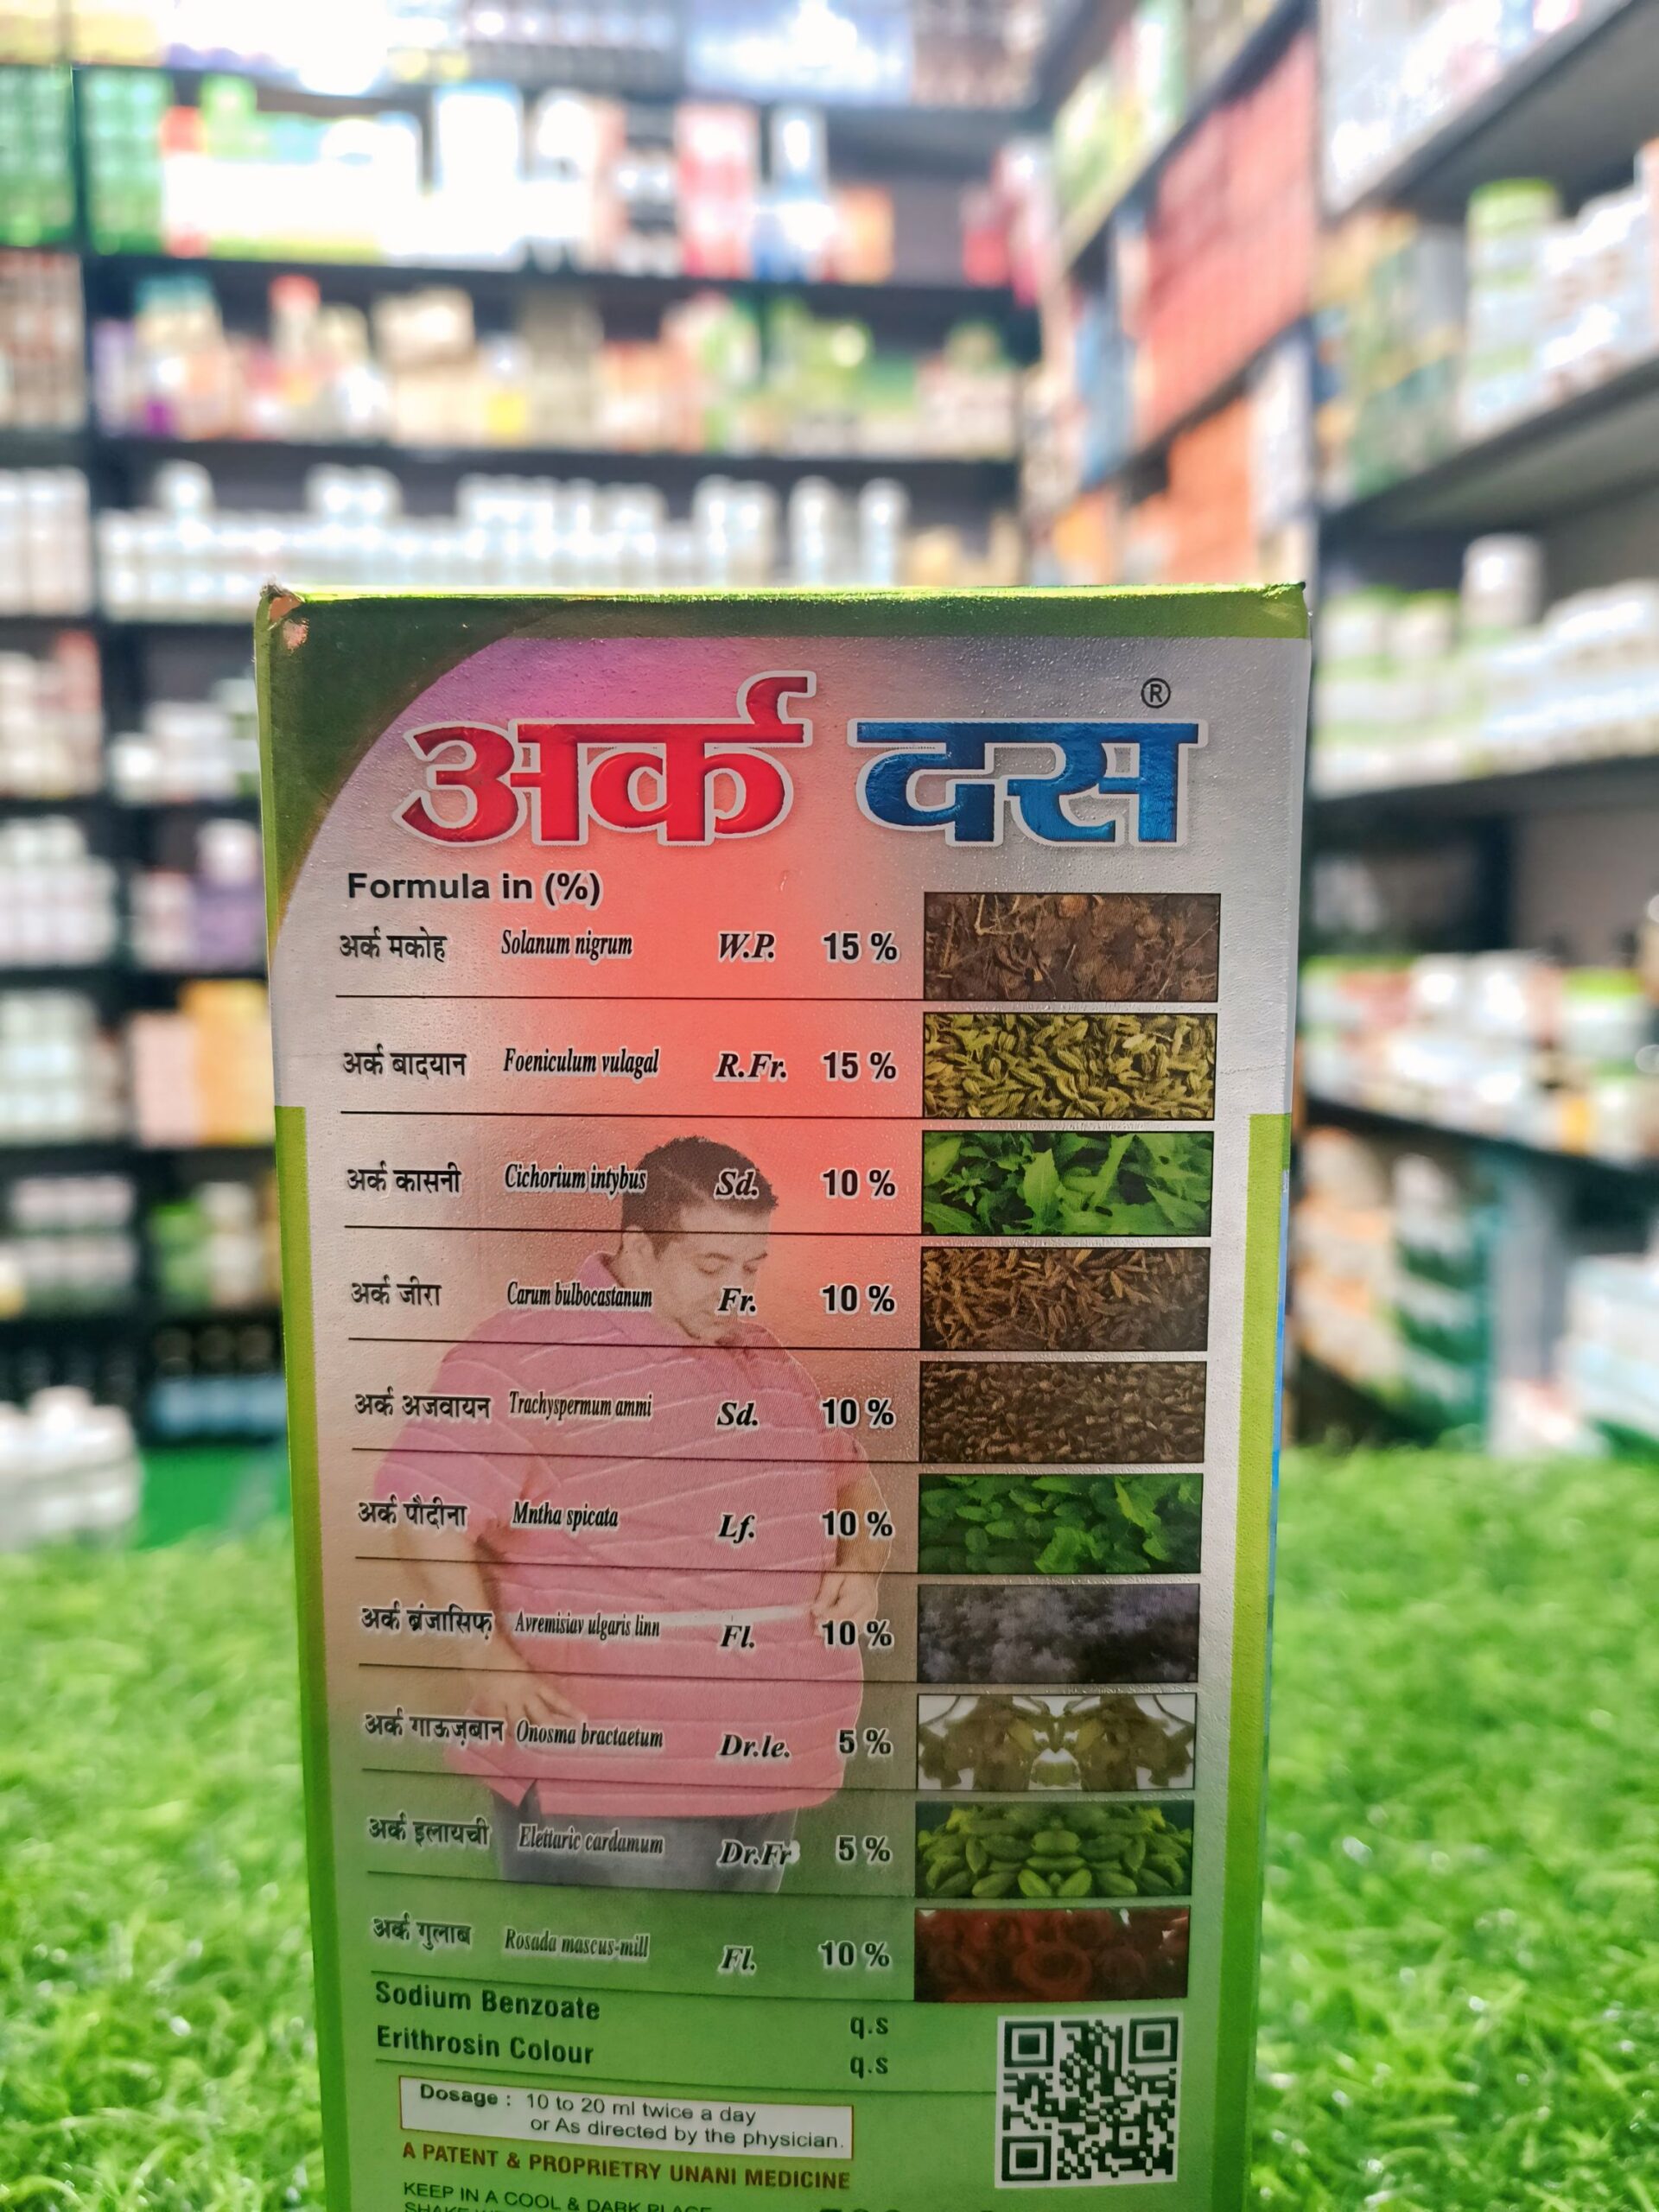 अर्क दस ®
Formula in (%)
अर्क मकोह Solanum nigrum W.P. 15 %
अर्क बादयान Foeniculum vulagal R.Fr. 15 %
अर्क कासनी Cichorium intybus Sd. 10 %
अर्क जीरा Carum bulbocastanum Fr. 10 %
अर्क अजवायन Trachyspermum ammi Sd. 10 %
अर्क पौदीना Mntha spicata Lf. 10 %
अर्क ब्रंजासिफ़ Avremisiav ulgaris linn Fl. 10 %
अर्क गाऊज़बान Onosma bractaetum Dr.le. 5 %
अर्क इलायची Elettaric cardamum Dr.Fr 5 %
अर्क गुलाब Rosada mascus-mill Fl. 10 %
Sodium Benzoate q.s
Erithrosin Colour q.s
Dosage : 10 to 20 ml twice a day
or As directed by the physician.
A PATENT & PROPRIETRY UNANI MEDICINE
KEEP IN A COOL & DARK PLACE